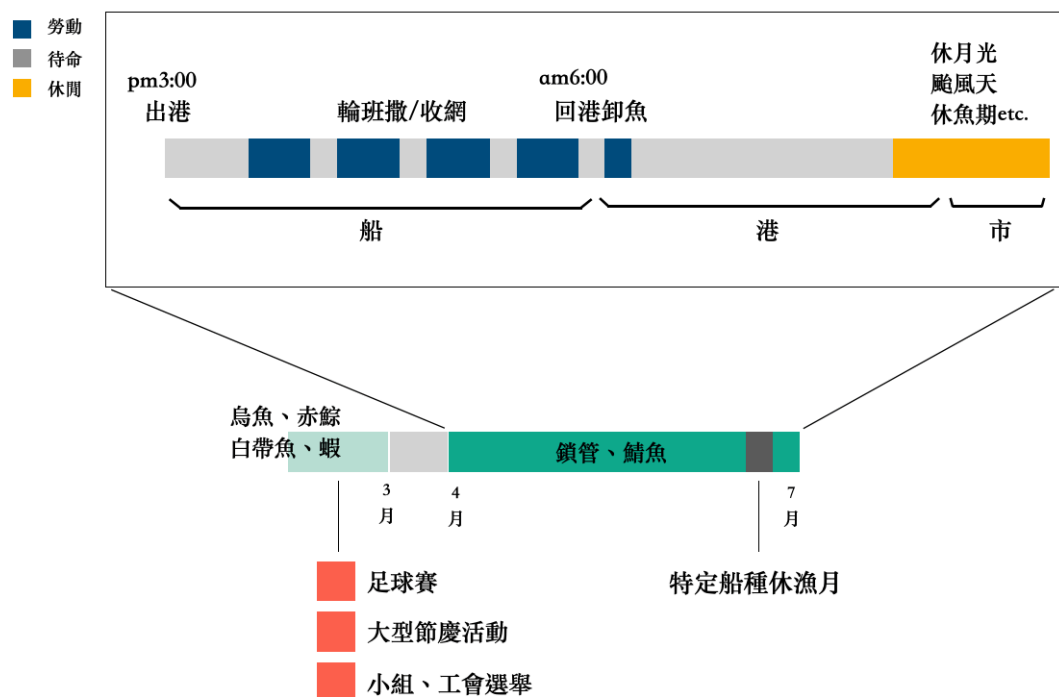 勞動
待命
休閒
pm3:00
出港
輪班撒/收網
am6:00
回港卸魚
休月光
颱風天
休魚期etc.
船
港
市
烏魚、赤鯮
白帶魚、蝦
鎖管、鯖魚
3
月
4
月
7
月
足球賽
大型節慶活動
小組、工會選舉
特定船種休漁月